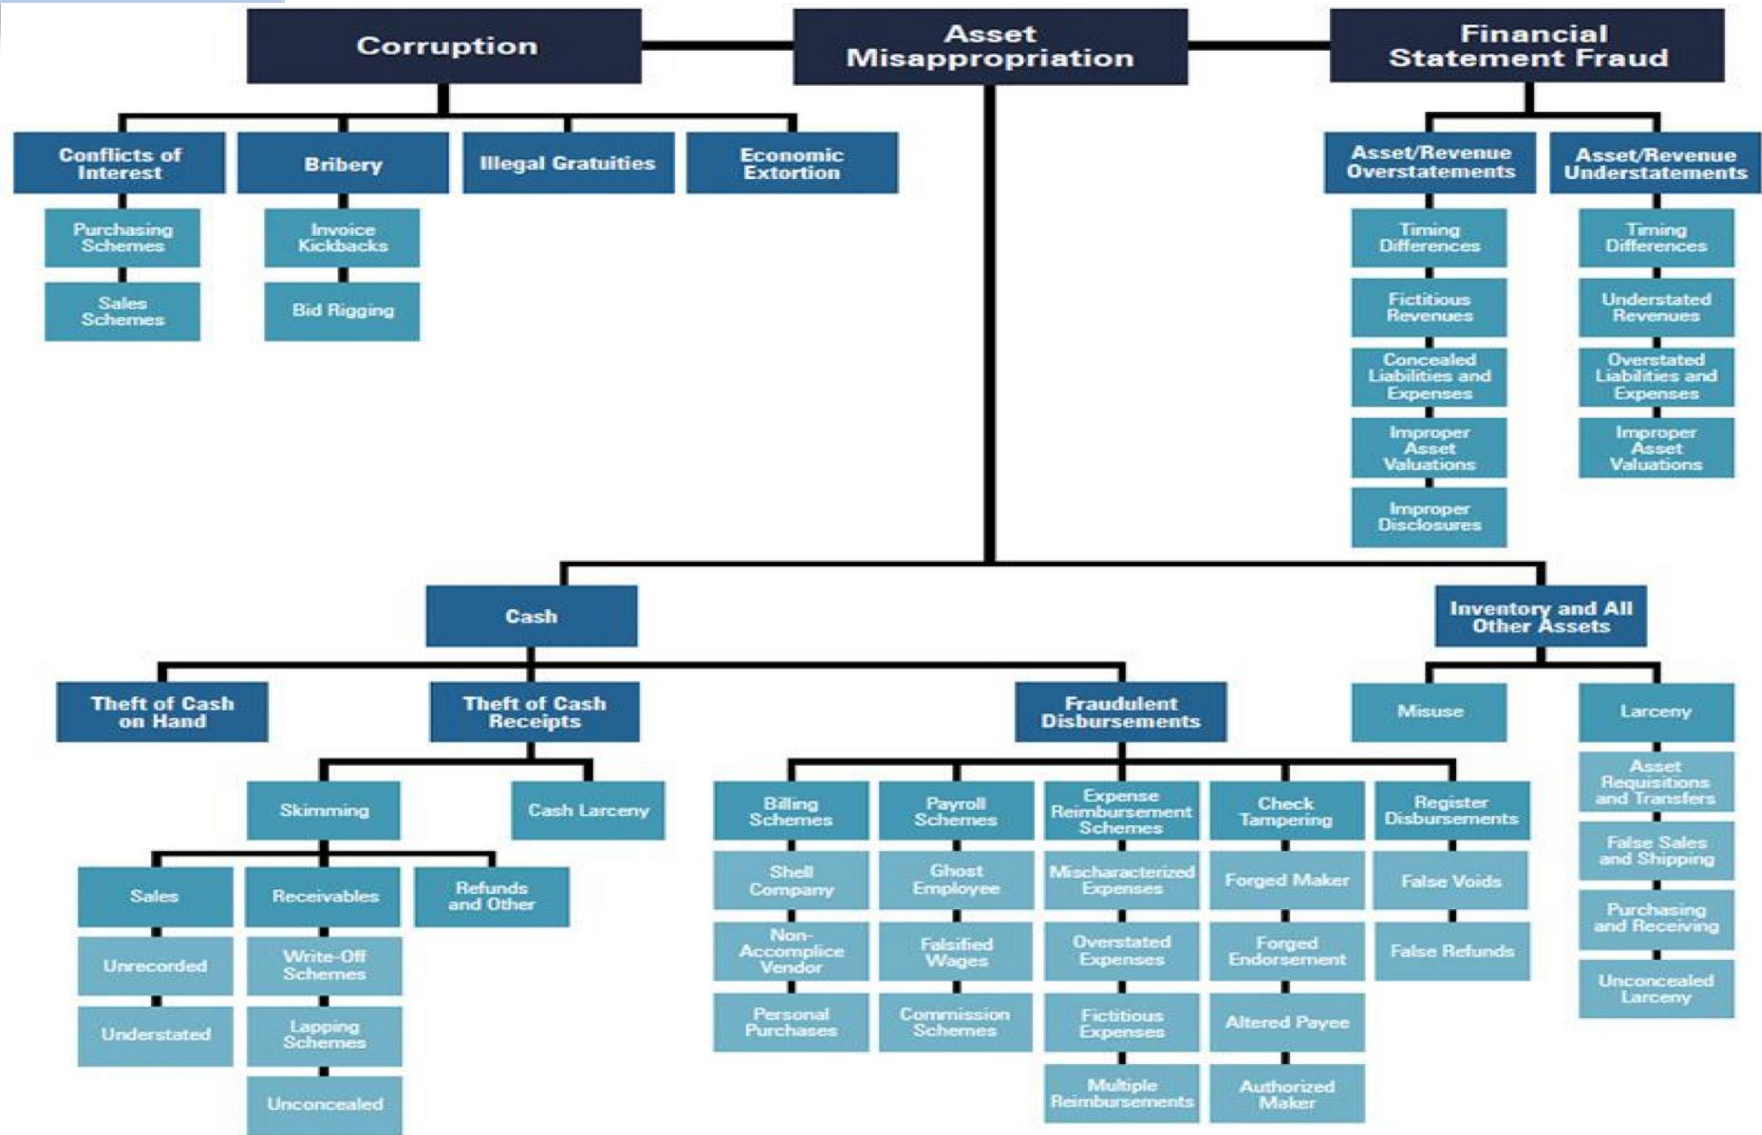 Corruption
Asset
Misappropriation
Financial
Statement Fraud
Conflicts of
Interest
Bribery
Illegal Gratuities
Economic
Extortion
Asset/Revenue
Overstatements
Asset/Revenue
Understatements
Purchasing
Schemes
Sales
Schemes
Invoice
Kickbacks
Bid Rigging
Timing
Differences
Fictitious
Revenues
Concealed
Liabilities and
Expenses
Improper
Asset
Valuations
Improper
Disclosures
Timing
Differences
Understated
Revenues
Overstated
Liabilities and
Expenses
Improper
Asset
Valuations
Cash
Inventory and All
Other Assets
Theft of Cash
on Hand
Theft of Cash
Receipts
Fraudulent
Disbursements
Misuse
Larceny
Asset
Requisitions
and Transfers
False Sales
and Shipping
Purchasing
and Receiving
Unconcealed
Larceny
Skimming
Cash Larceny
Sales
Unrecorded
Understated
Receivables
Write-Off
Schemes
Lapping
Schemes
Unconcealed
Refunds
and Other
Billing
Schemes
Shell
Company
Non-
Accomplice
Vendor
Personal
Purchases
Payroll
Schemes
Ghost
Employee
Falsified
Wages
Commission
Schemes
Expense
Reimbursement
Schemes
Mischaracterized
Expenses
Overstated
Expenses
Fictitious
Expenses
Multiple
Reimbursements
Check
Tampering
Forged Maker
Forged
Endorsement
Altered Payee
Authorized
Maker
Register
Disbursements
False Voids
False Refunds